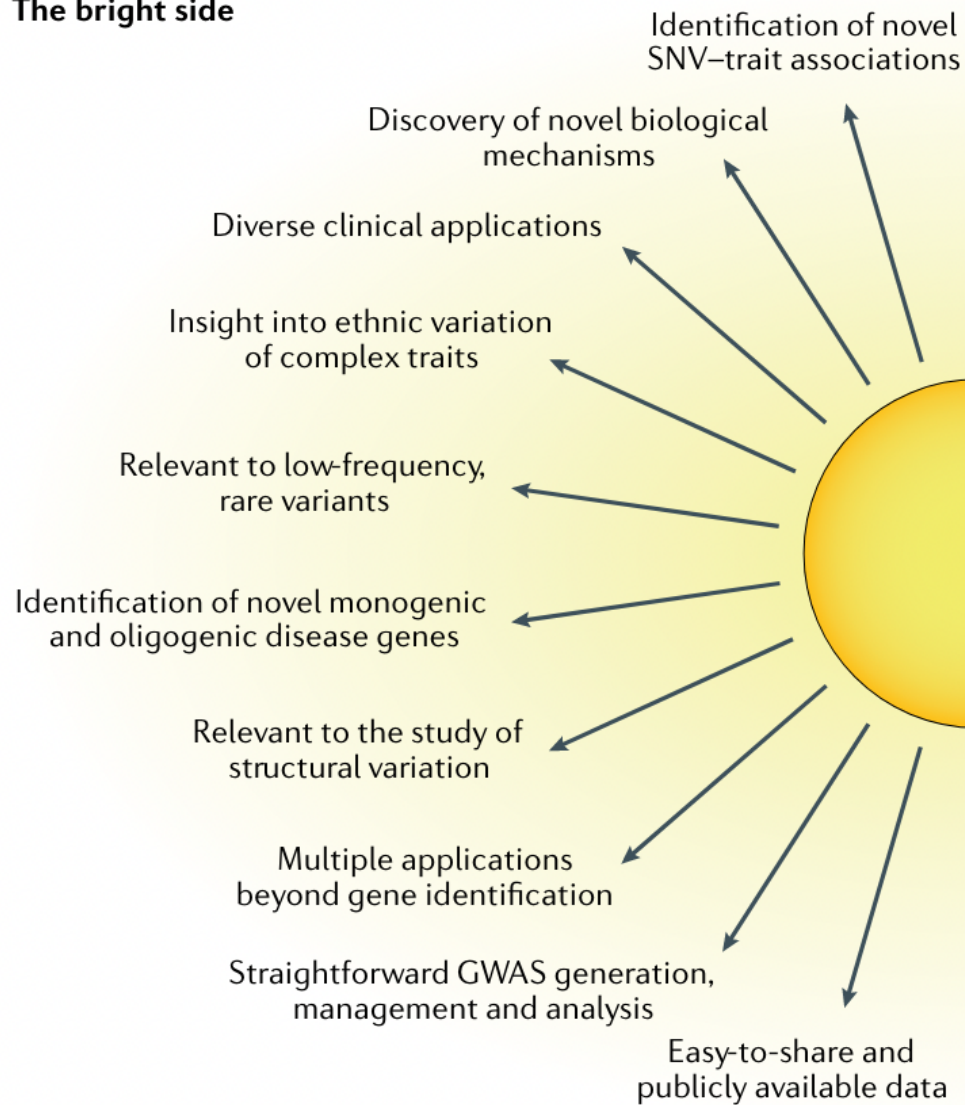 The bright side
Identification of novel
SNV–trait associations
Discovery of novel biological
mechanisms
Diverse clinical applications
Insight into ethnic variation
of complex traits
Relevant to low-frequency,
rare variants
Identification of novel monogenic
and oligogenic disease genes
Relevant to the study of
structural variation
Multiple applications
beyond gene identification
Straightforward GWAS generation,
management and analysis
Easy-to-share and
publicly available data